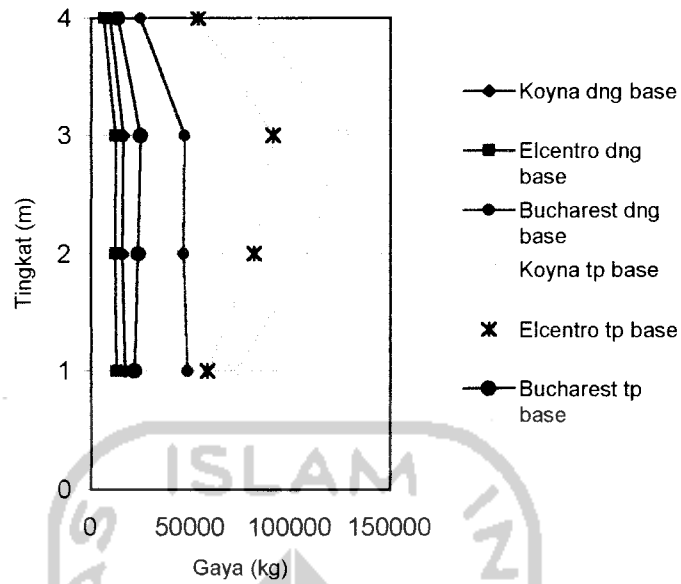 4
3
2
1
0
Tingkat (m)
0 50000 100000 150000
Gaya (kg)
Koyna dng base
Elcentro dng
base
Bucharest dng
base
Koyna tp base
Elcentro tp base
Bucharest tp
base
ISLAM